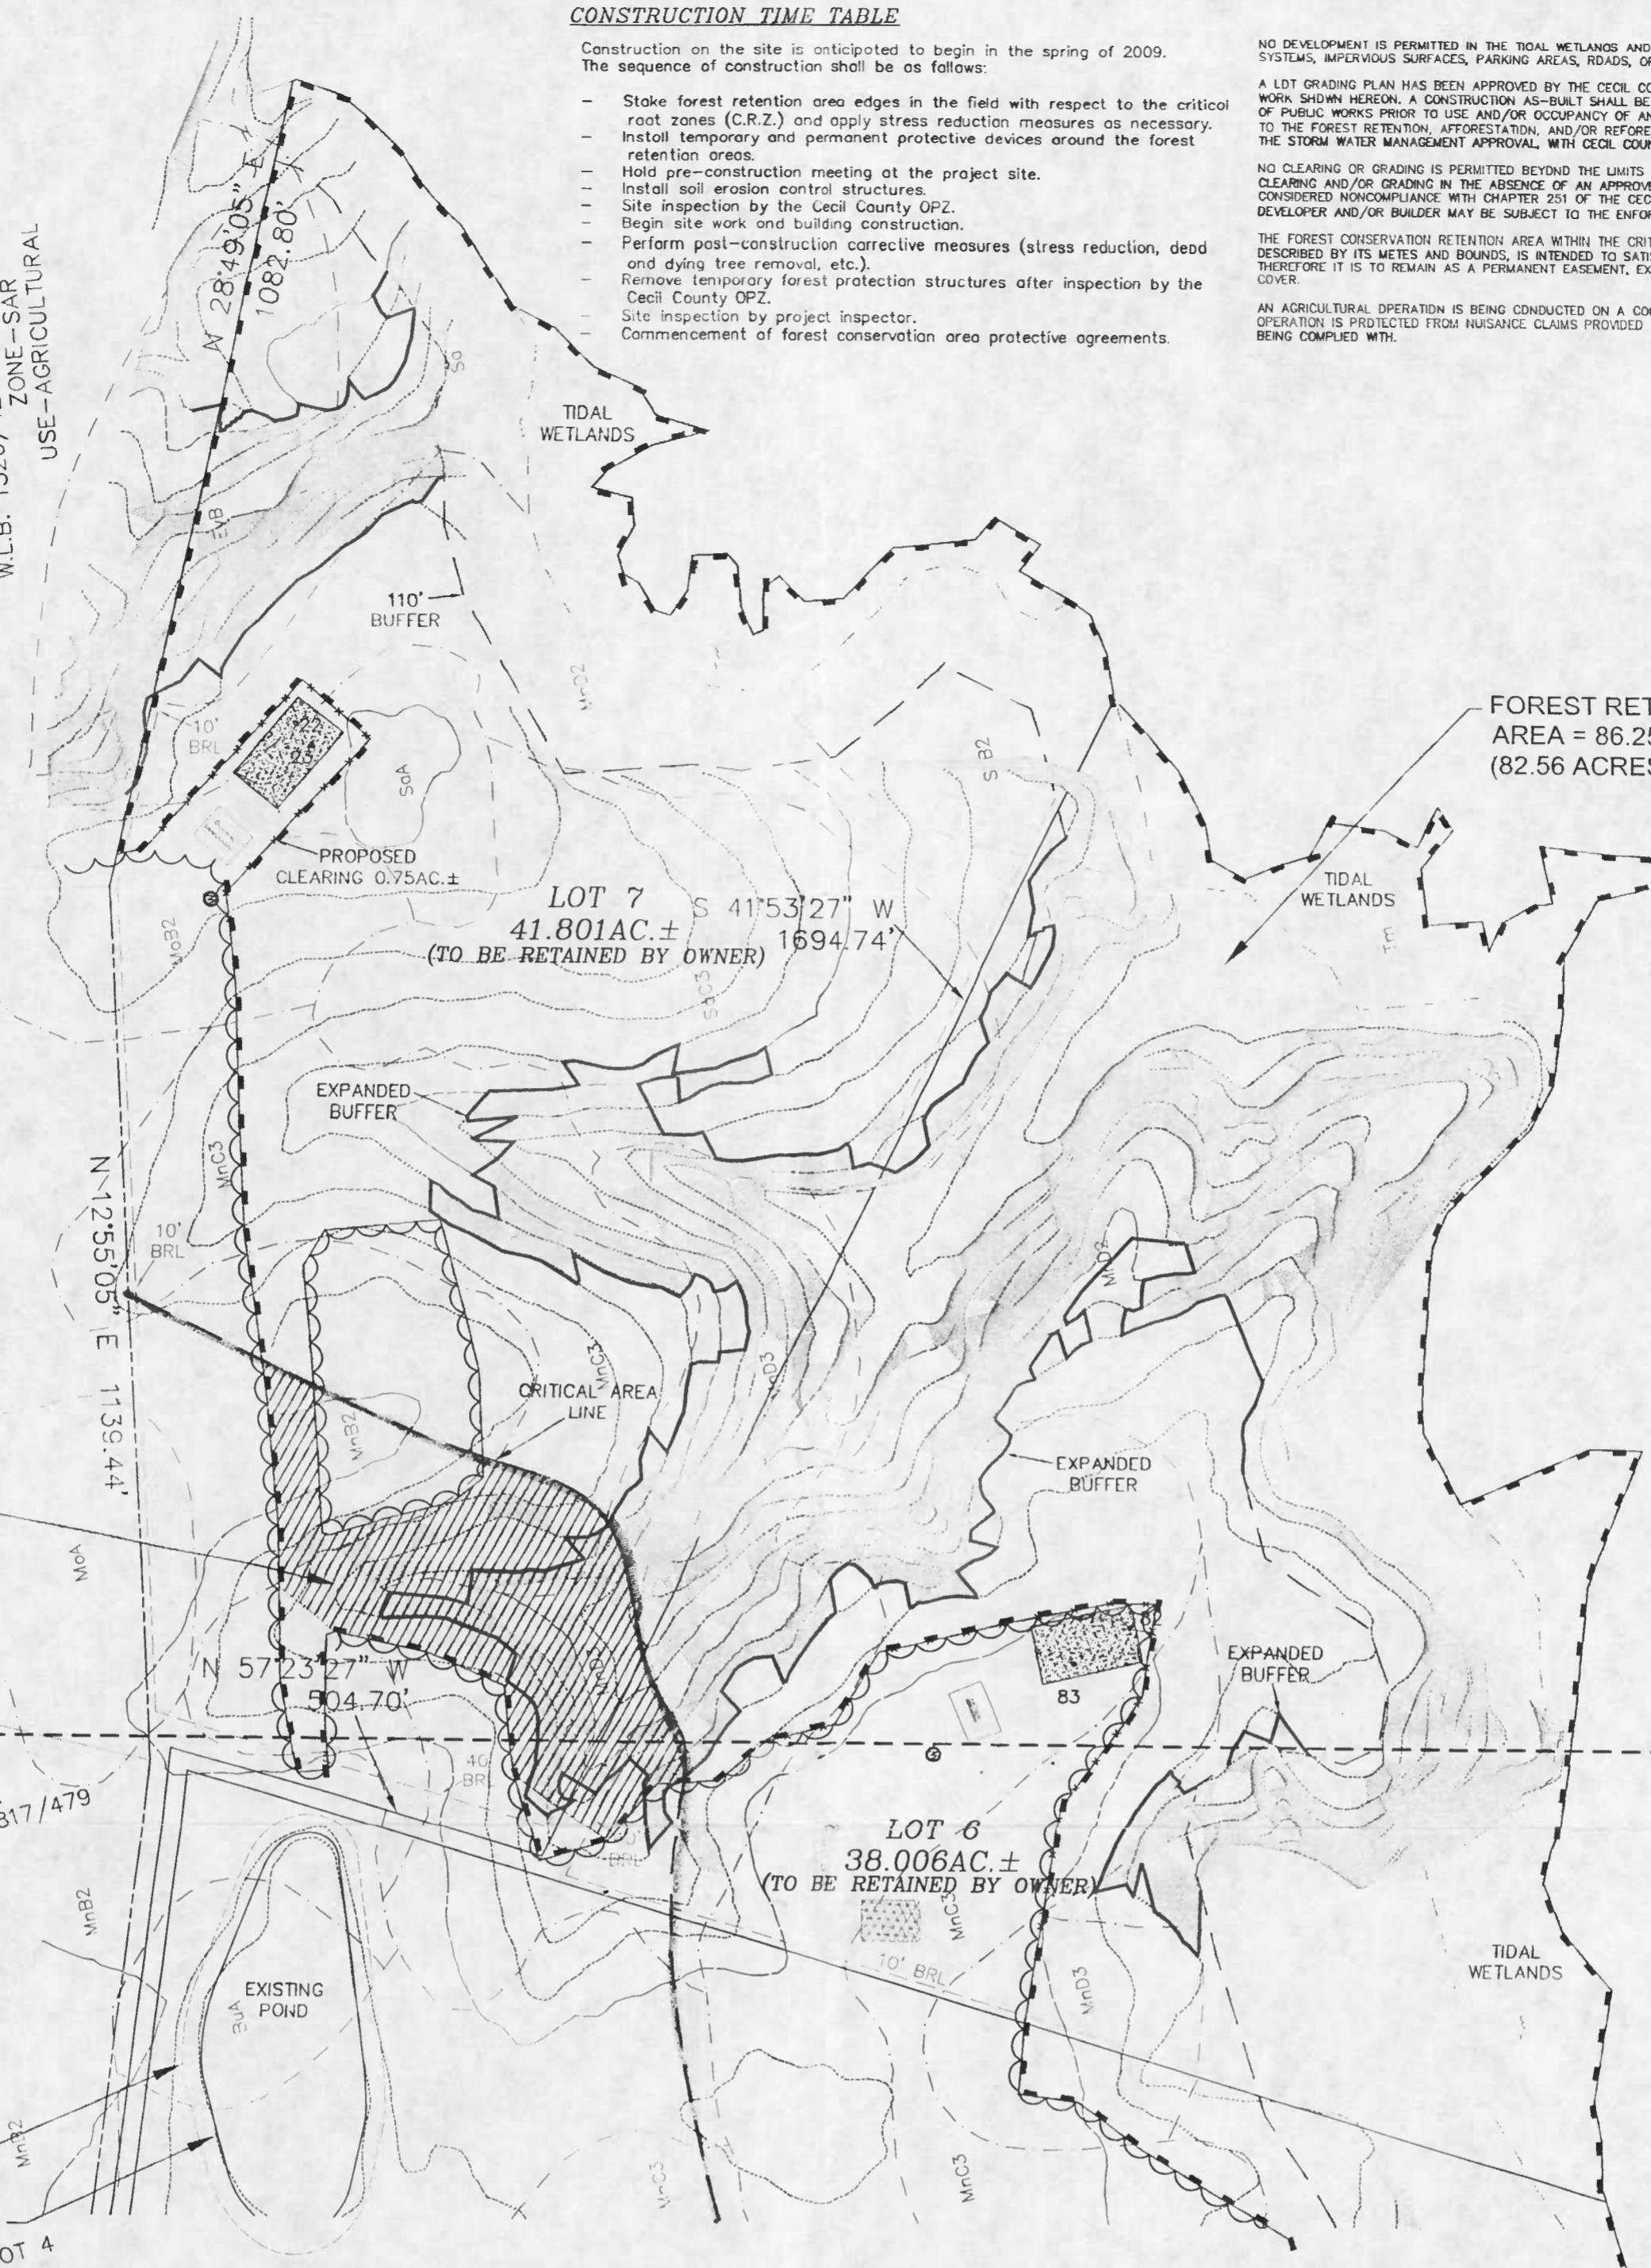 CONSTRUCTION TIME TABLE
Construction on the site is anticipated to begin in the spring of 2009.
The sequence of construction shall be as follows:
- Stake forest retention area edges in the field with respect to the critical
root zones (C.R.Z.) and apply stress reduction measures as necessary.
- Install temporary and permanent protective devices around the forest
retention areas.
- Hold pre-construction meeting at the project site.
- Install soil erosion control structures.
- Site inspection by the Cecil County OPZ.
- Begin site work and building construction.
- Perform post-construction corrective measures (stress reduction, dead
and dying tree removal, etc.).
- Remove temporary forest protection structures after inspection by the
Cecil County OPZ.
- Site inspection by project inspector.
- Commencement of forest conservation area protective agreements.
NO DEVELOPMENT IS PERMITTED IN THE TIDAL WETLANDS AND
SYSTEMS, IMPERVIOUS SURFACES, PARKING AREAS, ROADS, OR
A LOT GRADING PLAN HAS BEEN APPROVED BY THE CECIL CO
WORK SHOWN HEREON. A CONSTRUCTION AS-BUILT SHALL BE
OF PUBLIC WORKS PRIOR TO USE AND/OR OCCUPANCY OF AN
TO THE FOREST RETENTION, AFFORESTATION, AND/OR REFORE
THE STORM WATER MANAGEMENT APPROVAL, WITH CECIL COUN
NO CLEARING OR GRADING IS PERMITTED BEYOND THE LIMITS
CLEARING AND/OR GRADING IN THE ABSENCE OF AN APPROVE
CONSIDERED NONCOMPLIANCE WITH CHAPTER 251 OF THE CEC
DEVELOPER AND/OR BUILDER MAY BE SUBJECT TO THE ENFOR
THE FOREST CONSERVATION RETENTION AREA WITHIN THE CRIT
DESCRIBED BY ITS METES AND BOUNDS, IS INTENDED TO SATIS
THEREFORE IT IS TO REMAIN AS A PERMANENT EASEMENT, EX
COVER.
AN AGRICULTURAL OPERATION IS BEING CONDUCTED ON A CO
OPERATION IS PROTECTED FROM NUISANCE CLAIMS PROVIDED
BEING COMPLIED WITH.
ZONE-SAR
USE-AGRICULTURAL
N 28°49'05" E
1082.80'
So
TIDAL
WETLANDS
EvB
110'
BUFFER
MnD2
10'
BRL
SoA
S B2
FOREST RET
AREA = 86.25
(82.56 ACRES
PROPOSED
CLEARING 0.75AC.±
LOT 7
41.801AC.±
(TO BE RETAINED BY OWNER)
S 41°53'27" W
1694.74'
TIDAL
WETLANDS
Tm
MoB2
EXPANDED
BUFFER
MnC3
N 12°55'05" E 1139.44'
10'
BRL
MnD2
MnC3
MnD3
CRITICAL AREA
LINE
MnB2
EXPANDED
BUFFER
MoA
N 57°23'27" W
504.70'
83
EXPANDED
BUFFER
40'
BRL
817/479
BRL
LOT 6
38.006AC.±
(TO BE RETAINED BY OWNER)
MnC3
MnB2
10' BRL
MnD3
TIDAL
WETLANDS
EXISTING
POND
BuA
MnB2
MnC3
MnC3
OT 4